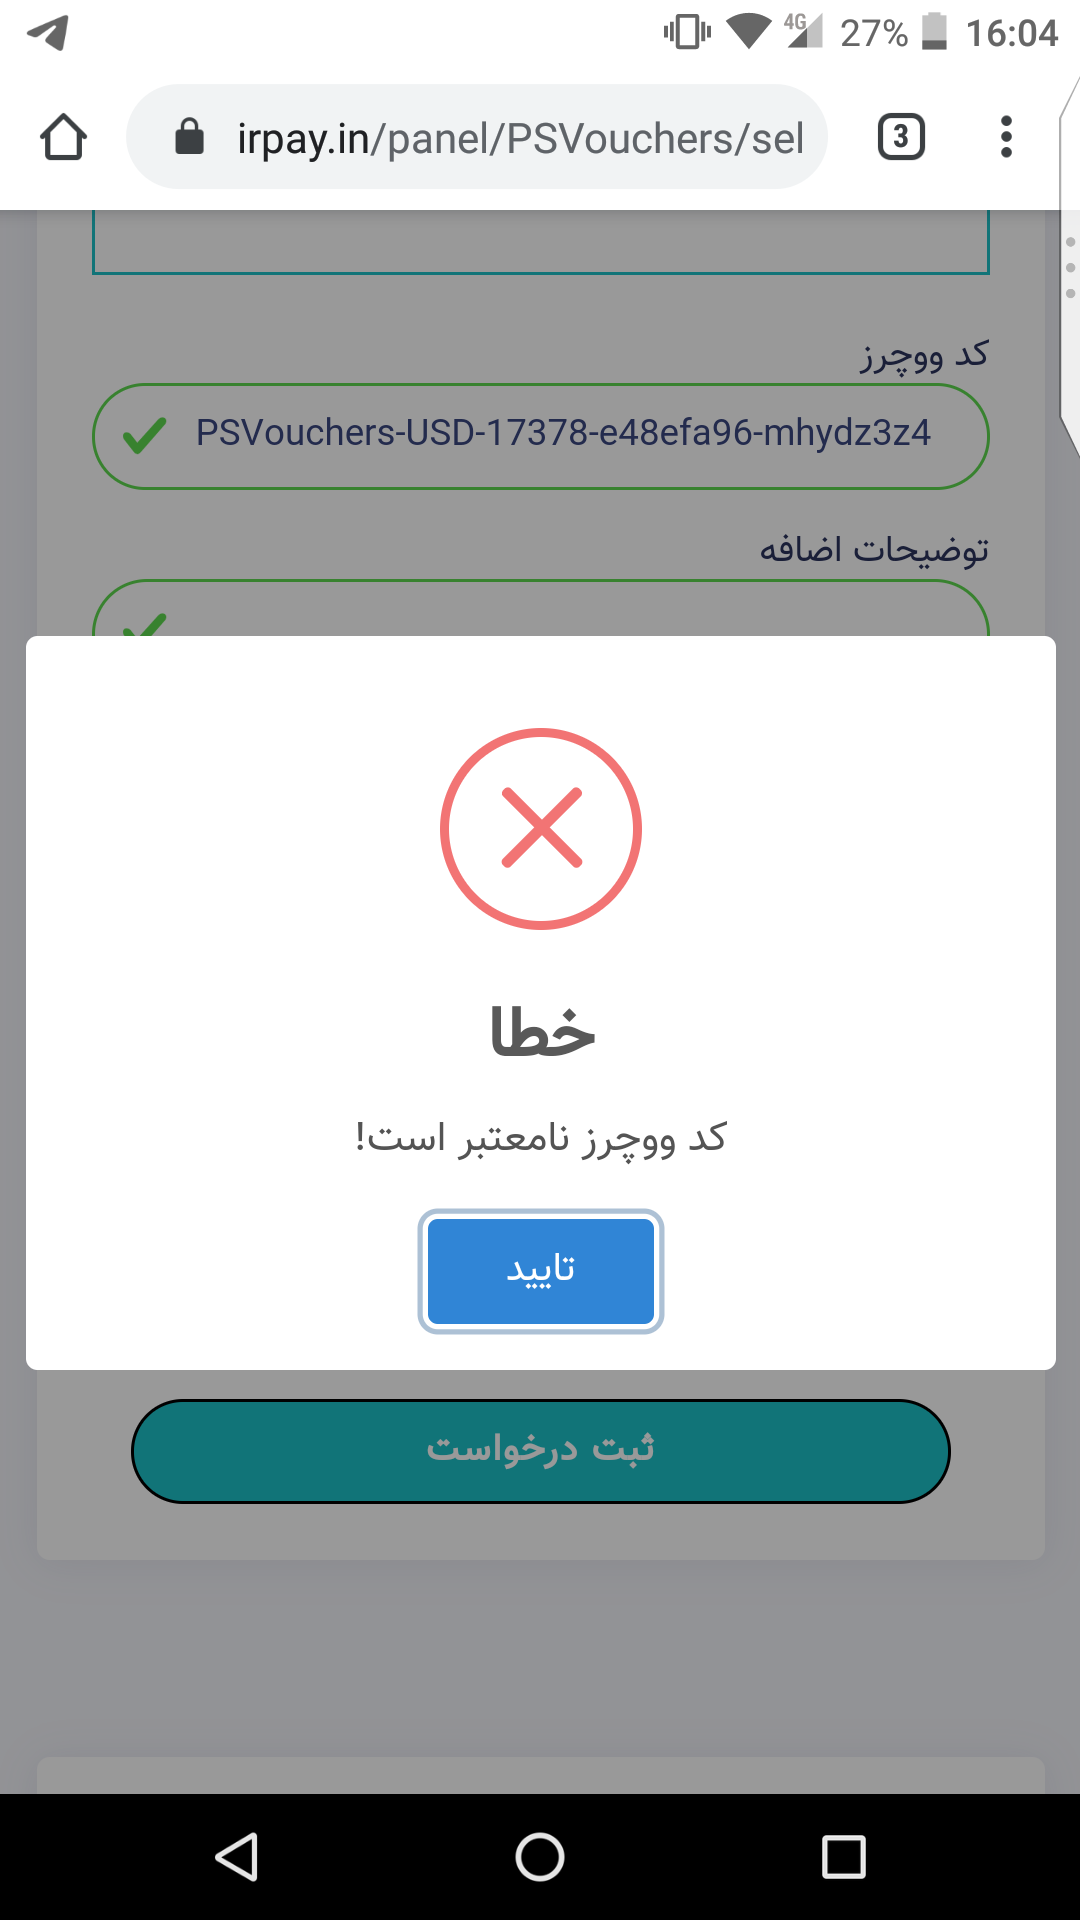 4G 27% 16:04
irpay.in/panel/PSVouchers/sel
3
کد ووچرز
PSVouchers-USD-17378-e48efa96-mhydz3z4
توضیحات اضافه
خطا
کد ووچرز نامعتبر است!
تایید
ثبت درخواست